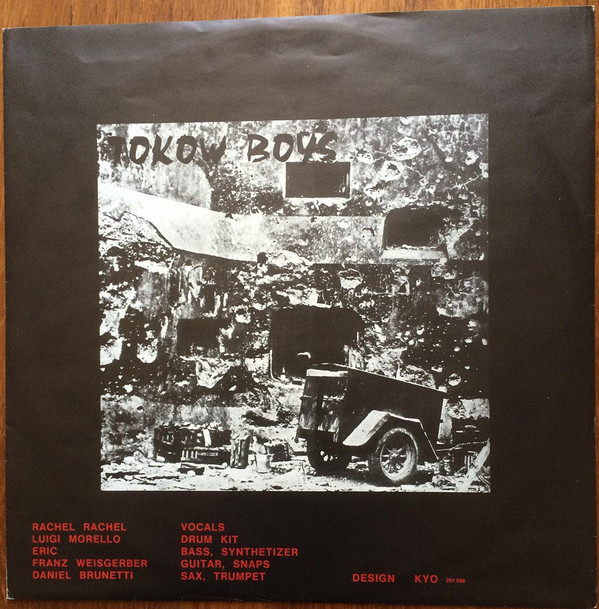 TOKOW BOYS
RACHEL RACHEL VOCALS
LUIGI MORELLO DRUM KIT
ERIC BASS, SYNTHETIZER
FRANZ WEISGERBER GUITAR, SNAPS
DANIEL BRUNETTI SAX, TRUMPET DESIGN KYO